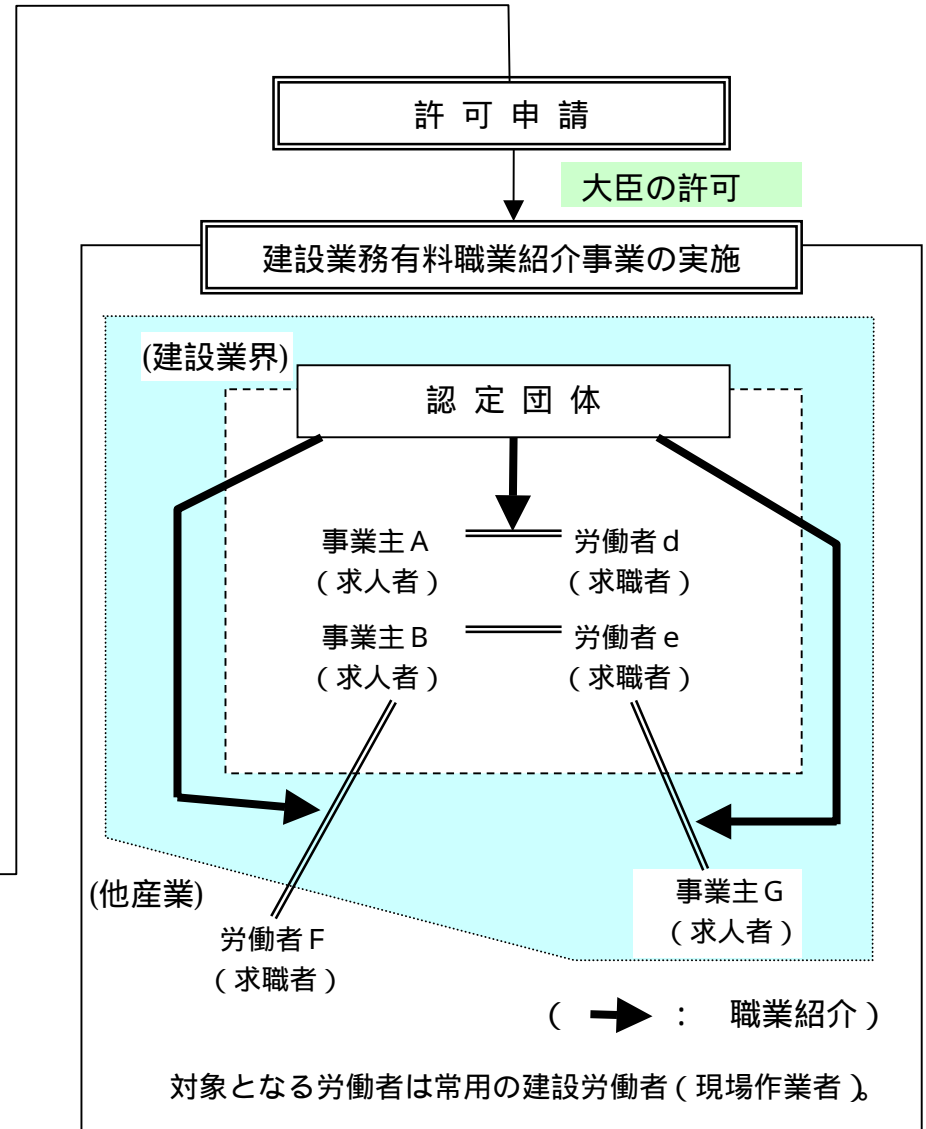 許 可 申 請
大臣の許可
建設業務有料職業紹介事業の実施
(建設業界)
認 定 団 体
事業主A 労働者d
(求人者) (求職者)
事業主B 労働者e
(求人者) (求職者)
(他産業)
事業主G
(求人者)
労働者F
(求職者)
( : 職業紹介)
対象となる労働者は常用の建設労働者(現場作業者)。